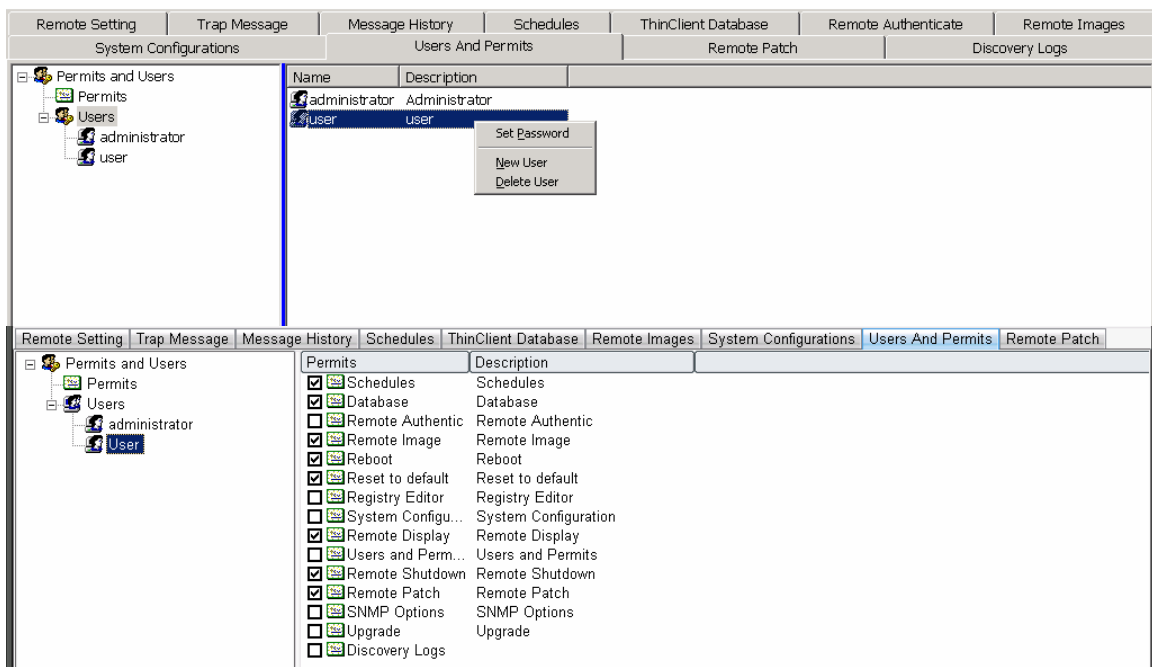 Remote Setting Trap Message Message History Schedules ThinClient Database Remote Authenticate Remote Images
System Configurations Users And Permits Remote Patch Discovery Logs
Permits and Users
Permits
Users
administrator
user
Name Description
administrator Administrator
user user
Set Password
New User
Delete User
Remote Setting Trap Message Message History Schedules ThinClient Database Remote Images System Configurations Users And Permits Remote Patch
Permits and Users
Permits
Users
administrator
User
Permits Description
Schedules Schedules
Database Database
Remote Authentic Remote Authentic
Remote Image Remote Image
Reboot Reboot
Reset to default Reset to default
Registry Editor Registry Editor
System Configu... System Configuration
Remote Display Remote Display
Users and Perm... Users and Permits
Remote Shutdown Remote Shutdown
Remote Patch Remote Patch
SNMP Options SNMP Options
Upgrade Upgrade
Discovery Logs